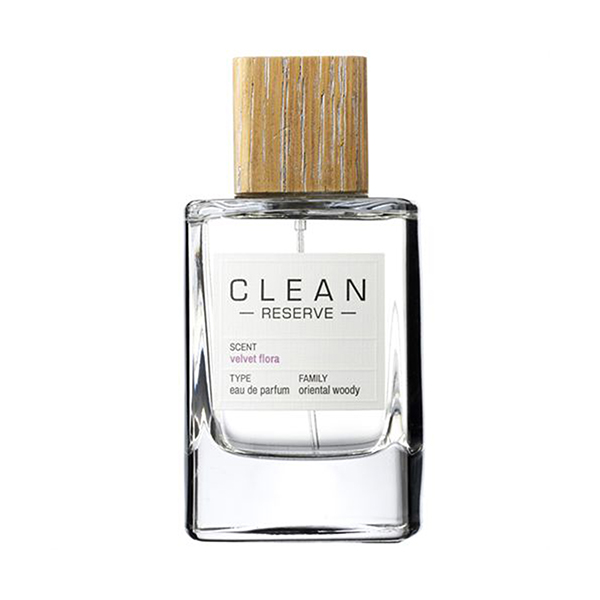 CLEAN
— RESERVE —
SCENT
velvet flora
TYPE FAMILY
eau de parfum oriental woody